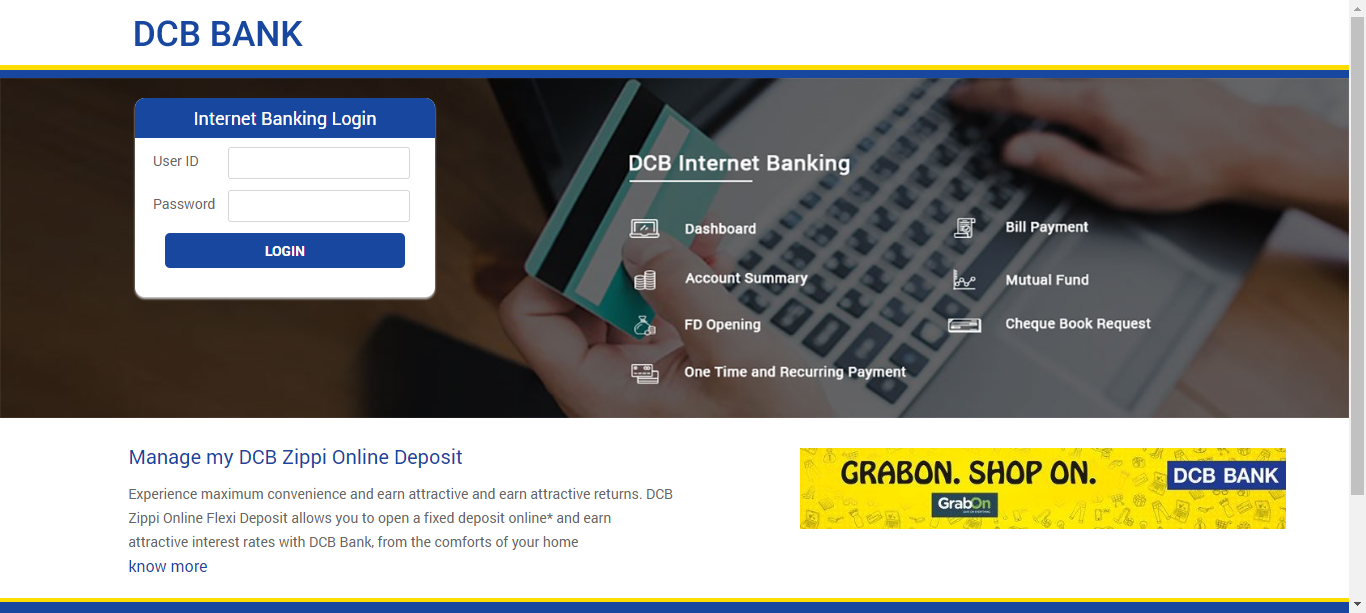 DCB BANK
Internet Banking Login
User ID
Password
LOGIN
DCB Internet Banking
Dashboard
Bill Payment
Account Summary
Mutual Fund
FD Opening
Cheque Book Request
One Time and Recurring Payment
Manage my DCB Zippi Online Deposit
Experience maximum convenience and earn attractive and earn attractive returns. DCB
Zippi Online Flexi Deposit allows you to open a fixed deposit online* and earn
attractive interest rates with DCB Bank, from the comforts of your home
know more
GRABON. SHOP ON.
GrabOn
DCB BANK